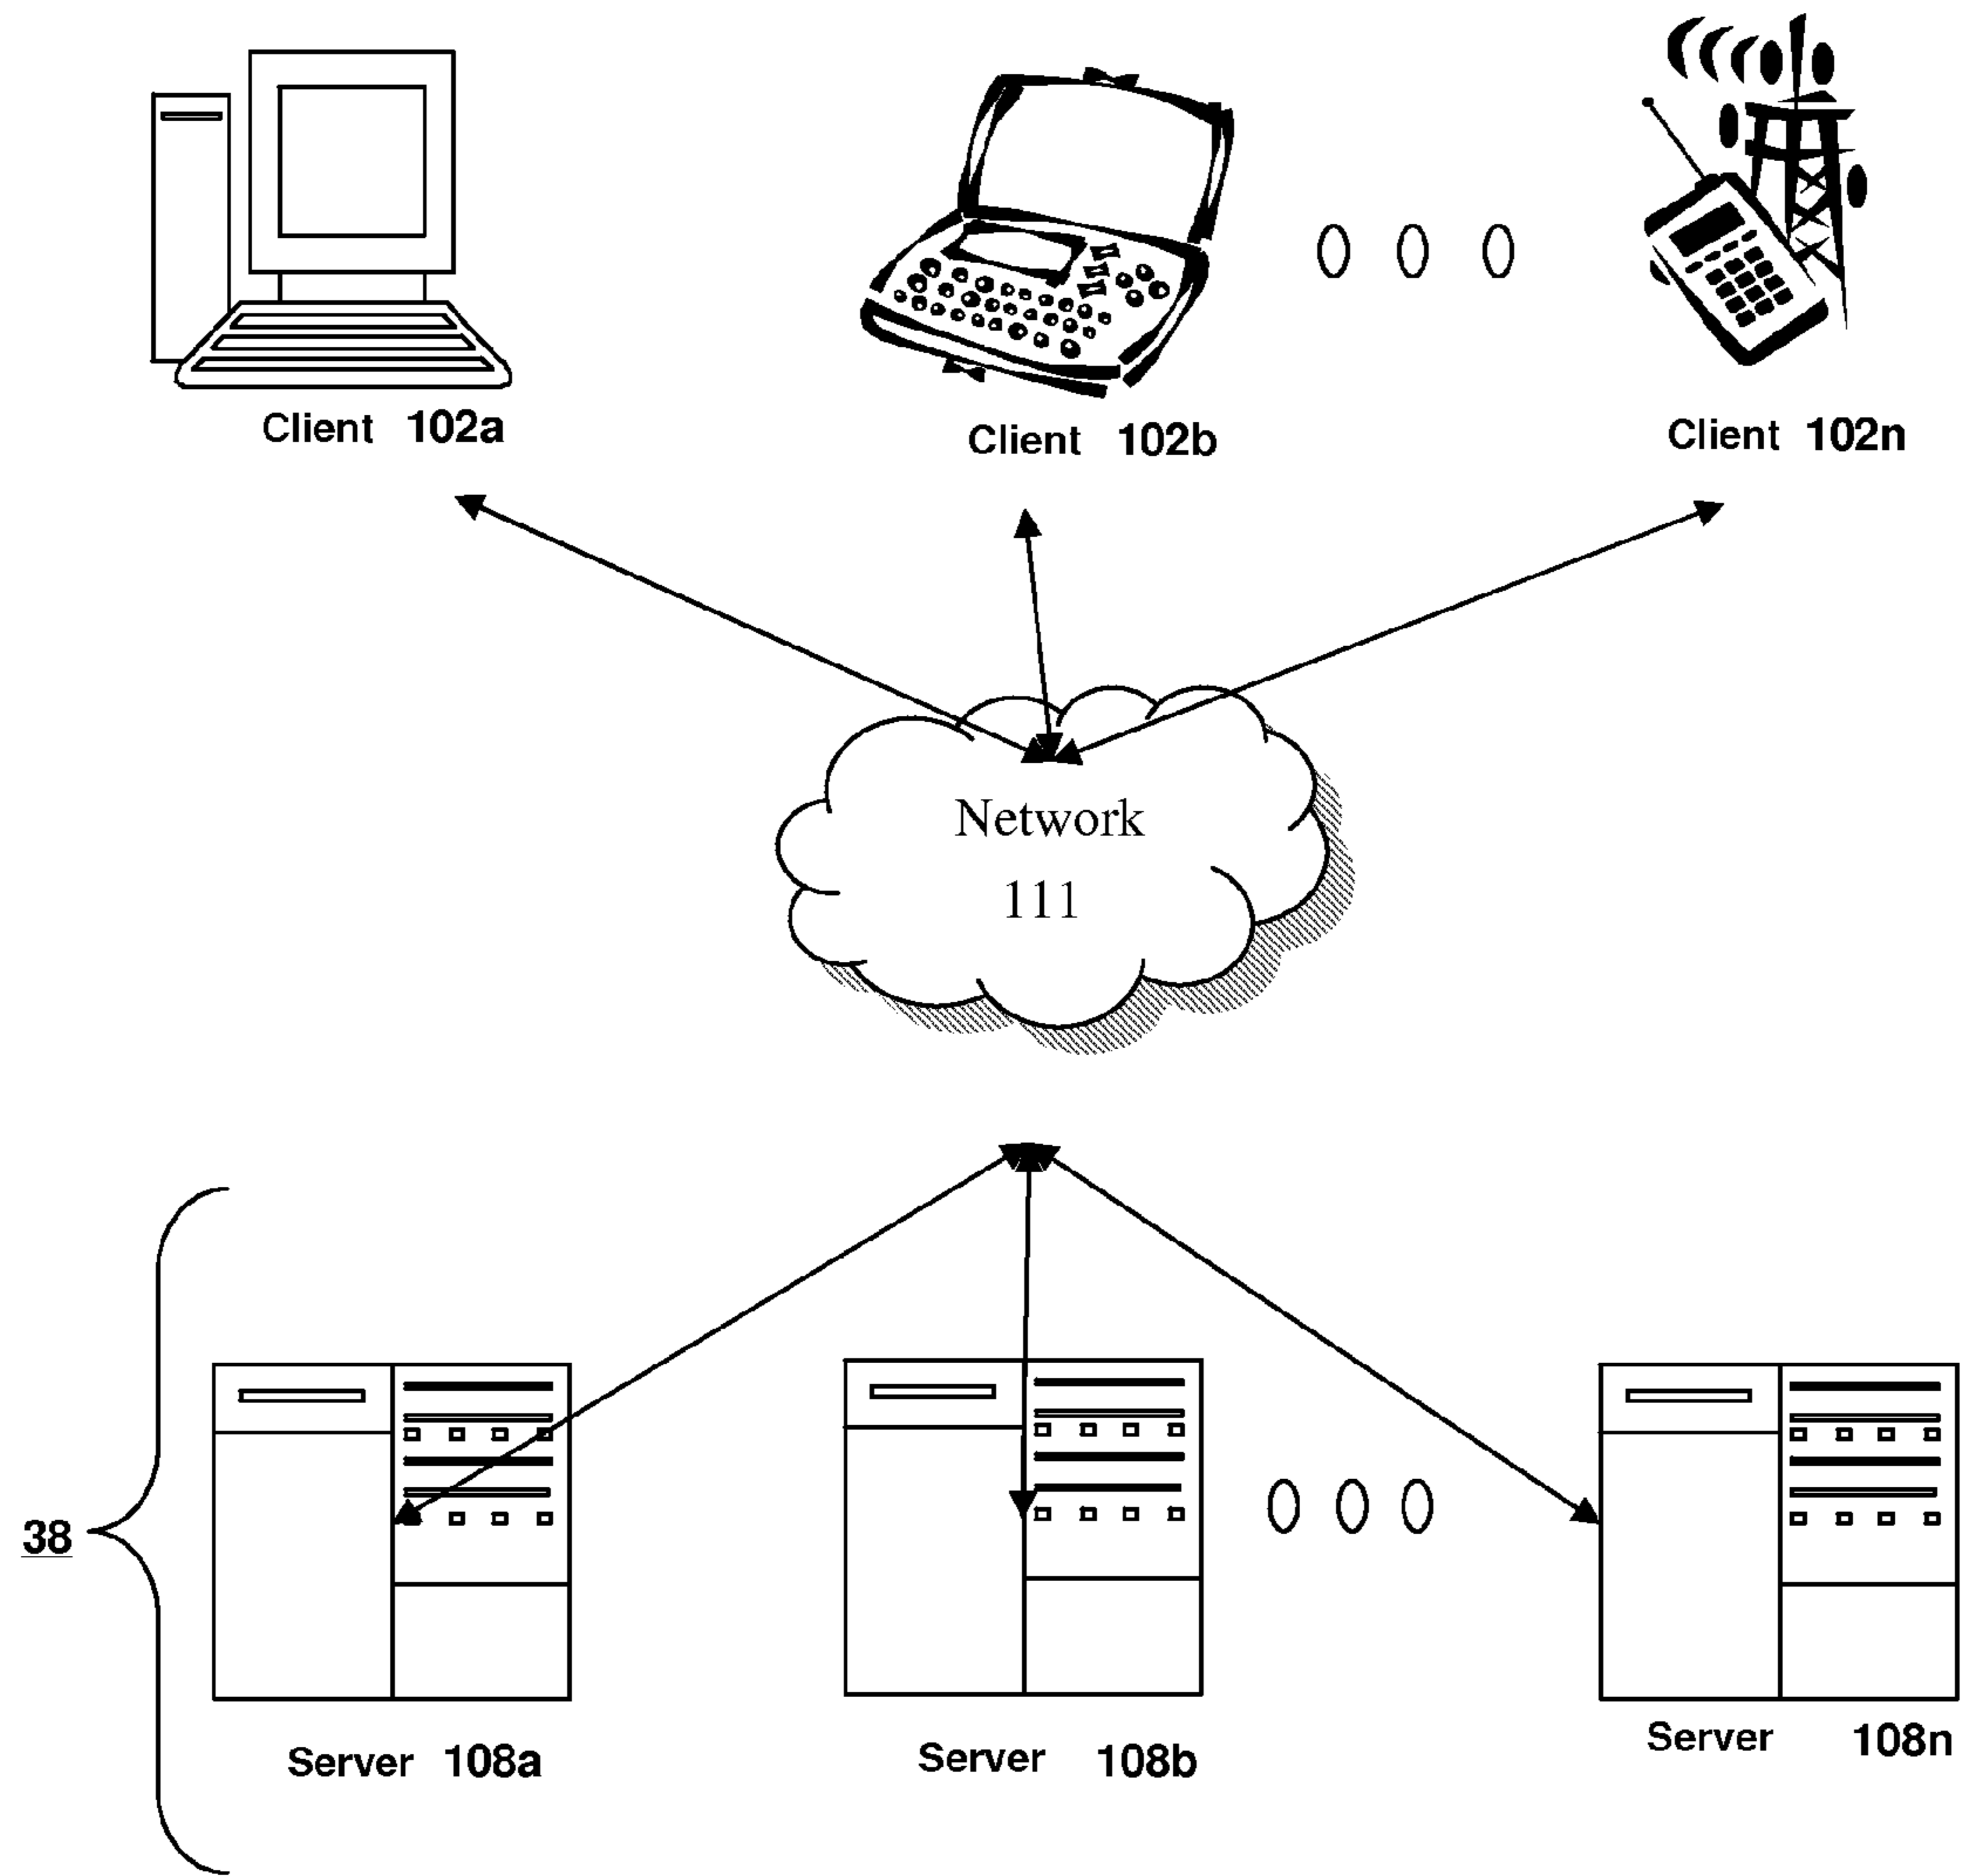 Client 102a
Client 102b
Client 102n
Network
111
38
Server 108a
Server 108b
Server 108n